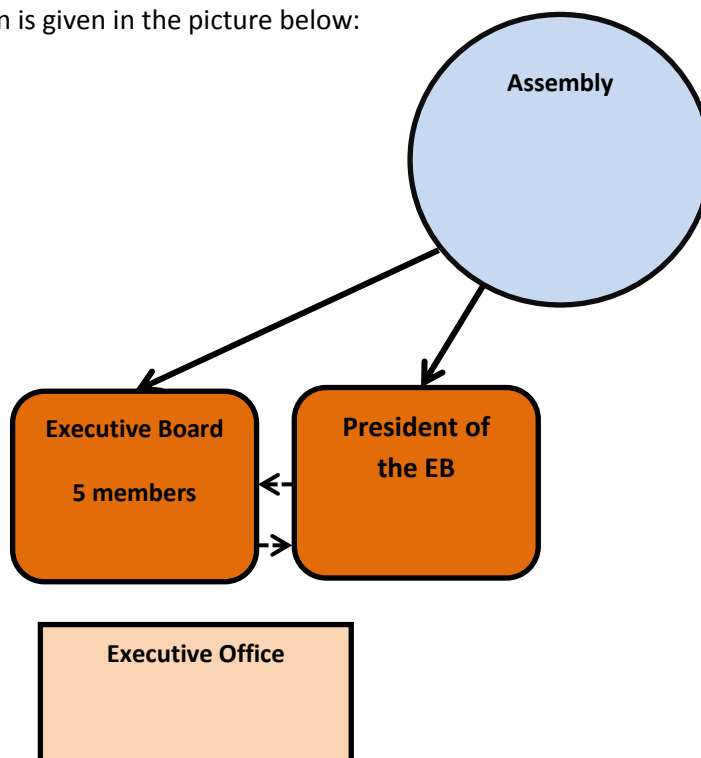 is given in the picture below:
Assembly
Executive Board
5 members
President of
the EB
Executive Office